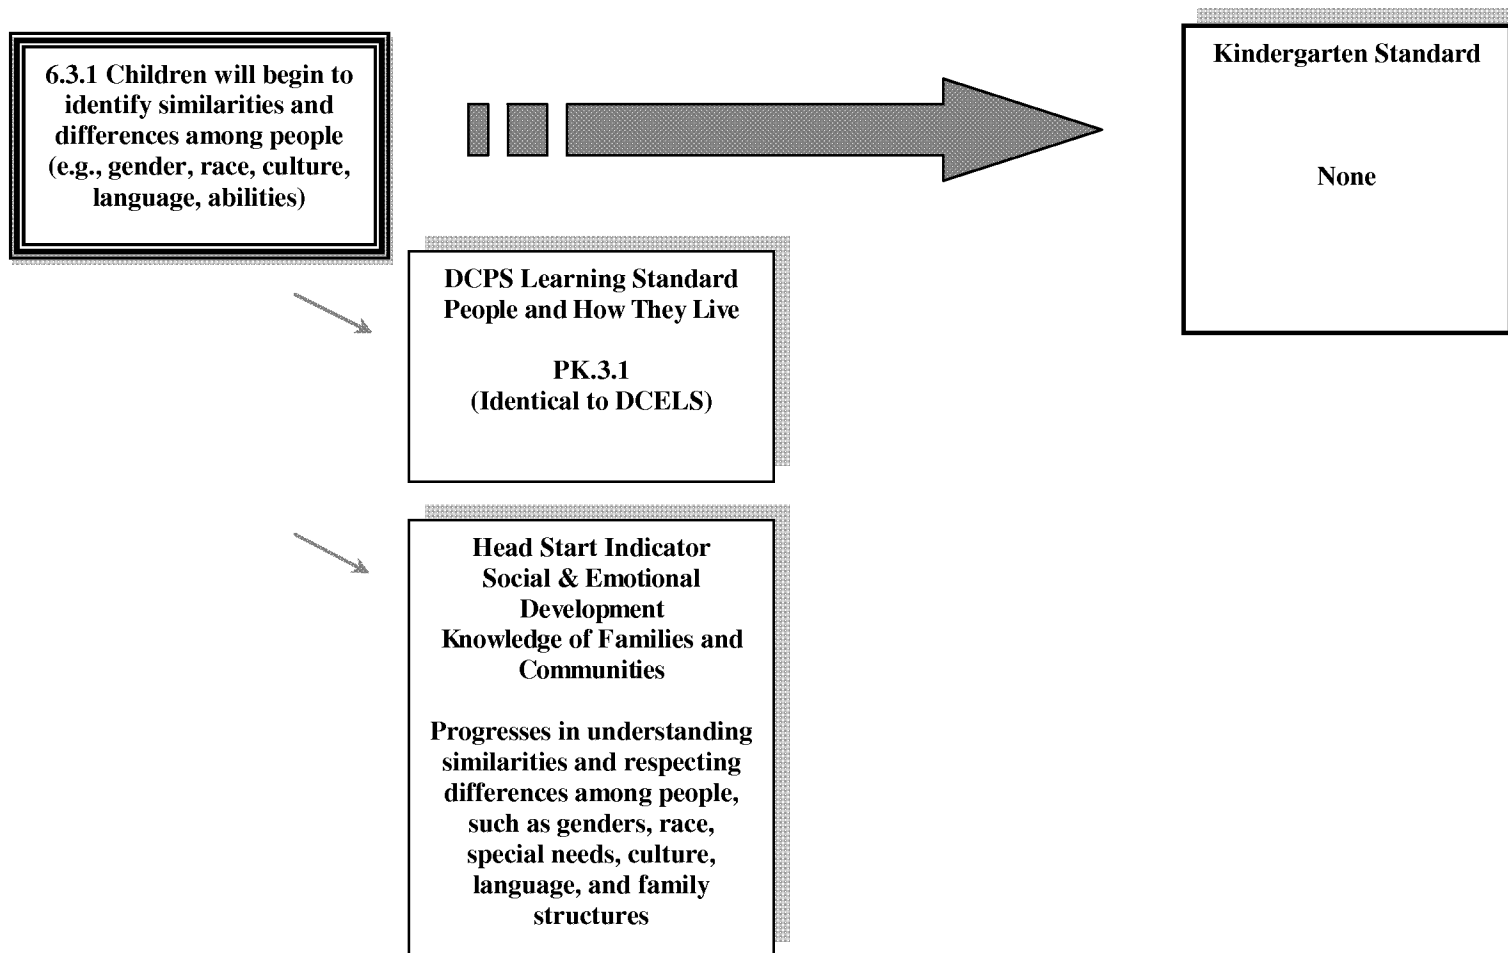 6.3.1 Children will begin to
identify similarities and
differences among people
(e.g., gender, race, culture,
language, abilities)
Kindergarten Standard
None
DCPS Learning Standard
People and How They Live
PK.3.1
(Identical to DCELS)
Head Start Indicator
Social & Emotional
Development
Knowledge of Families and
Communities
Progresses in understanding
similarities and respecting
differences among people,
such as genders, race,
special needs, culture,
language, and family
structures